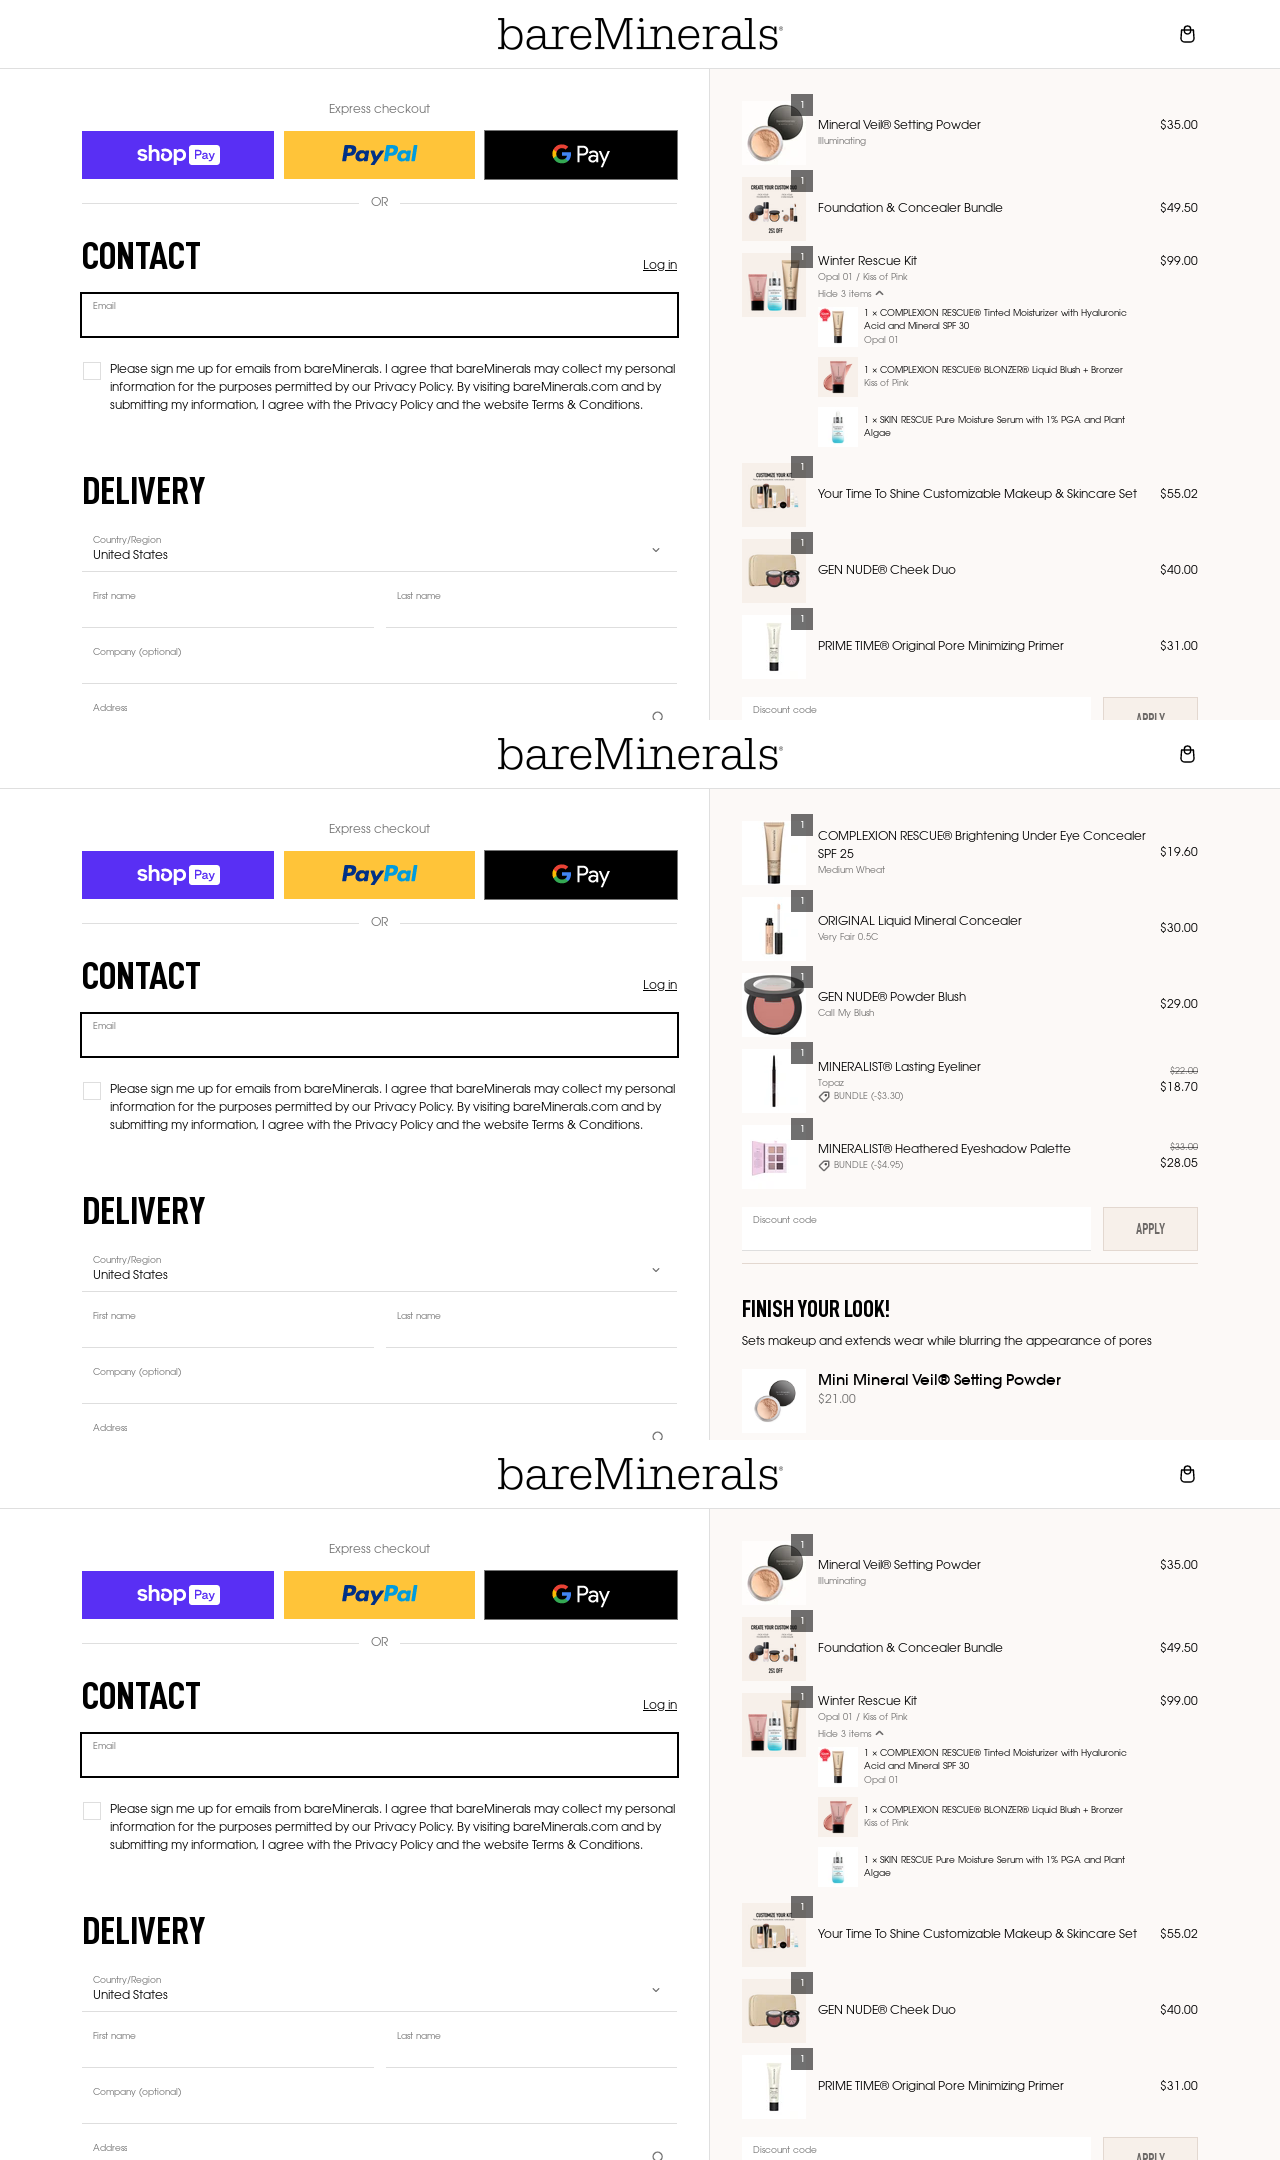 bareMinerals
Express checkout
shop Pay
PayPal
G Pay
OR
CONTACT
Log in
Email
Please sign me up for emails from bareMinerals. I agree that bareMinerals may collect my personal
information for the purposes permitted by our Privacy Policy. By visiting bareMinerals.com and by
submitting my information, I agree with the Privacy Policy and the website Terms & Conditions.
DELIVERY
Country/Region
United States
First name
Last name
Company (optional)
Address
1
Mineral Veil® Setting Powder
Illuminating
$35.00
1
CREATE YOUR CUSTOM DUO
25% OFF
Foundation & Concealer Bundle
$49.50
1
Winter Rescue Kit
Opal 01 / Kiss of Pink
Hide 3 items
$99.00
1 × COMPLEXION RESCUE® Tinted Moisturizer with Hyaluronic
Acid and Mineral SPF 30
Opal 01
1 × COMPLEXION RESCUE® BLONZER® Liquid Blush + Bronzer
Kiss of Pink
1 × SKIN RESCUE Pure Moisture Serum with 1% PGA and Plant
Algae
1
CUSTOMIZE YOUR KIT
Your Time To Shine Customizable Makeup & Skincare Set
$55.02
1
GEN NUDE® Cheek Duo
$40.00
1
PRIME TIME® Original Pore Minimizing Primer
$31.00
Discount code
APPLY
bareMinerals
Express checkout
shop Pay
PayPal
G Pay
OR
CONTACT
Log in
Email
Please sign me up for emails from bareMinerals. I agree that bareMinerals may collect my personal
information for the purposes permitted by our Privacy Policy. By visiting bareMinerals.com and by
submitting my information, I agree with the Privacy Policy and the website Terms & Conditions.
DELIVERY
Country/Region
United States
First name
Last name
Company (optional)
Address
1
COMPLEXION RESCUE® Brightening Under Eye Concealer
SPF 25
Medium Wheat
$19.60
1
ORIGINAL Liquid Mineral Concealer
Very Fair 0.5C
$30.00
1
GEN NUDE® Powder Blush
Call My Blush
$29.00
1
MINERALIST® Lasting Eyeliner
Topaz
BUNDLE (-$3.30)
$22.00
$18.70
1
MINERALIST® Heathered Eyeshadow Palette
BUNDLE (-$4.95)
$33.00
$28.05
Discount code
APPLY
FINISH YOUR LOOK!
Sets makeup and extends wear while blurring the appearance of pores
Mini Mineral Veil® Setting Powder
$21.00
bareMinerals
Express checkout
shop Pay
PayPal
G Pay
OR
CONTACT
Log in
Email
Please sign me up for emails from bareMinerals. I agree that bareMinerals may collect my personal
information for the purposes permitted by our Privacy Policy. By visiting bareMinerals.com and by
submitting my information, I agree with the Privacy Policy and the website Terms & Conditions.
DELIVERY
Country/Region
United States
First name
Last name
Company (optional)
Address
1
Mineral Veil® Setting Powder
Illuminating
$35.00
1
CREATE YOUR CUSTOM DUO
25% OFF
Foundation & Concealer Bundle
$49.50
1
Winter Rescue Kit
Opal 01 / Kiss of Pink
Hide 3 items
$99.00
1 × COMPLEXION RESCUE® Tinted Moisturizer with Hyaluronic
Acid and Mineral SPF 30
Opal 01
1 × COMPLEXION RESCUE® BLONZER® Liquid Blush + Bronzer
Kiss of Pink
1 × SKIN RESCUE Pure Moisture Serum with 1% PGA and Plant
Algae
1
CUSTOMIZE YOUR KIT
Your Time To Shine Customizable Makeup & Skincare Set
$55.02
1
GEN NUDE® Cheek Duo
$40.00
1
PRIME TIME® Original Pore Minimizing Primer
$31.00
Discount code
APPLY